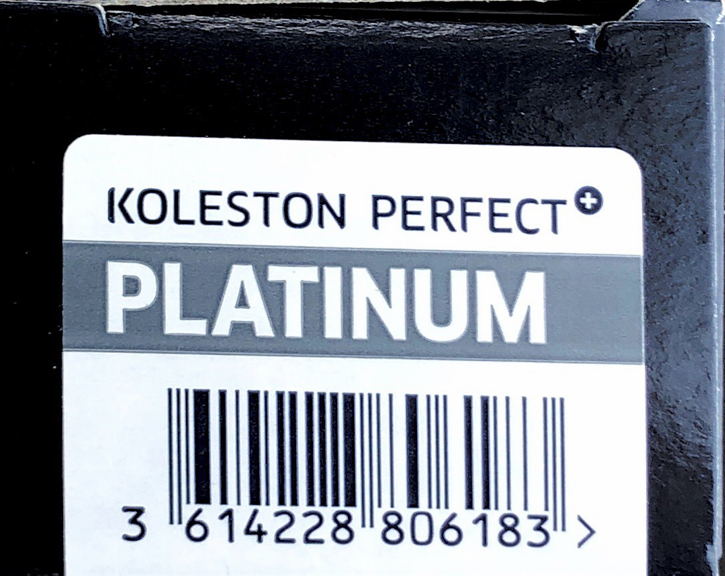 KOLESTON PERFECT+
PLATINUM
3 614228 806183 >